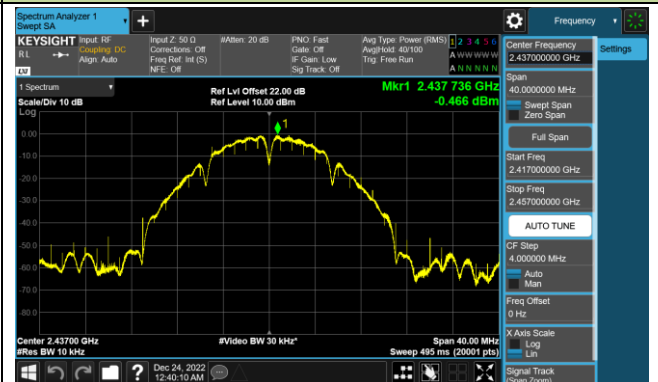 Spectrum Analyzer 1
Swept SA
+
Frequency
KEYSIGHT
RL
Input: RF
Coupling: DC
Align: Auto
Input Z: 50 Ω
Corrections: Off
Freq Ref: Int (S)
NFE: Off
#Atten: 20 dB
PNO: Fast
Gate: Off
IF Gain: Low
Sig Track: Off
Avg Type: Power (RMS)
Avg|Hold: 40/100
Trig: Free Run
1 2 3 4 5 6
A W W W W W
A N N N N N
LXI
1 Spectrum
Scale/Div 10 dB
Log
Ref Lvl Offset 22.00 dB
Ref Level 10.00 dBm
Mkr1 2.437 736 GHz
-0.466 dBm
1
0.00
-10.0
-20.0
-30.0
-40.0
-50.0
-60.0
-70.0
-80.0
Center 2.43700 GHz
#Res BW 10 kHz
#Video BW 30 kHz*
Span 40.00 MHz
Sweep 495 ms (20001 pts)
?
Dec 24, 2022
12:40:10 AM
Center Frequency
2.437000000 GHz
Span
40.0000000 MHz
Swept Span
Zero Span
Full Span
Start Freq
2.417000000 GHz
Stop Freq
2.457000000 GHz
AUTO TUNE
CF Step
4.000000 MHz
Auto
Man
Freq Offset
0 Hz
X Axis Scale
Log
Lin
Signal Track
(Span Zoom)
Settings